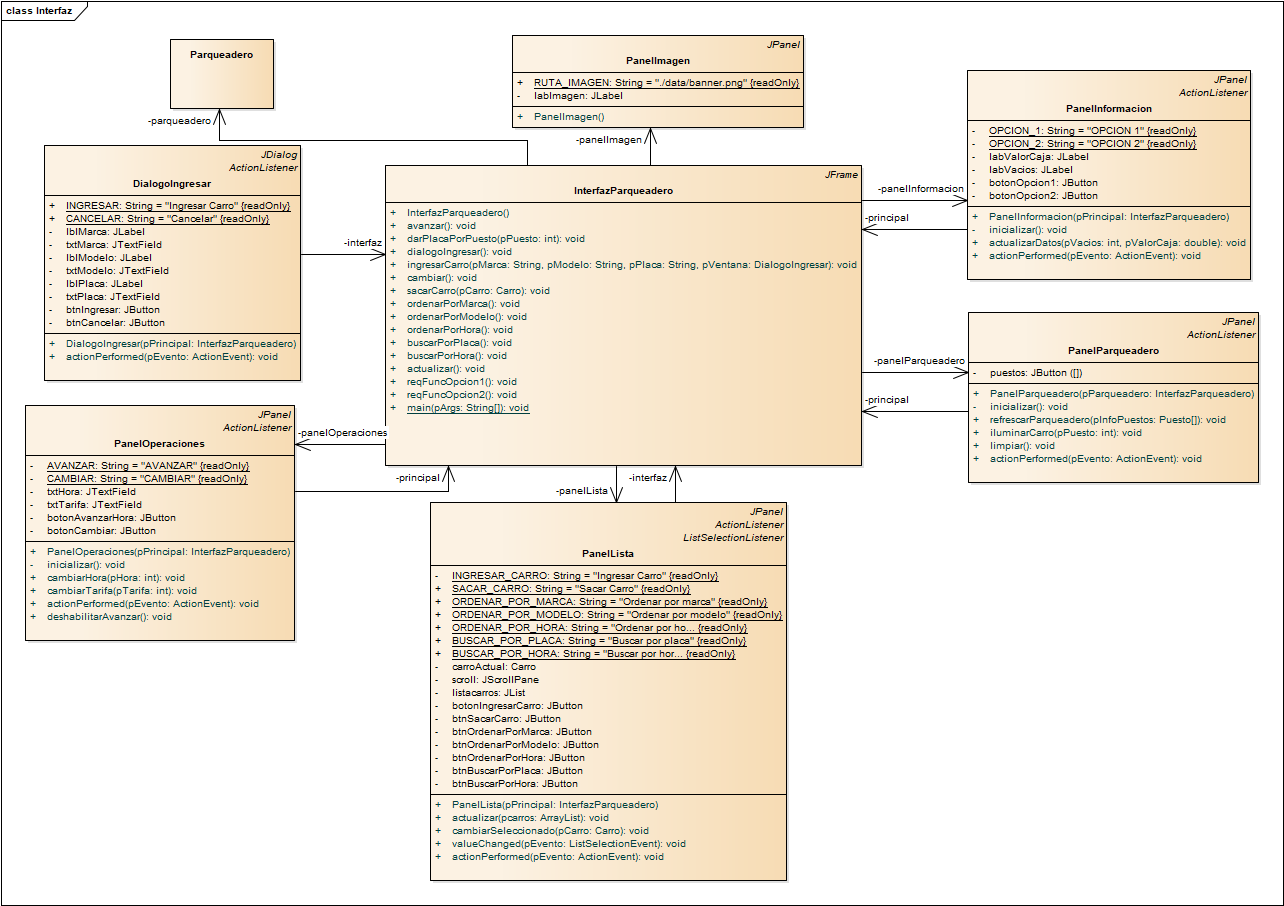 class Interfaz
Parqueadero
-parqueadero
JPanel
PanelImagen
+ RUTA_IMAGEN: String = "./data/banner.png" {readOnly}
- labImagen: JLabel
+ PanelImagen()
-panelImagen
JPanel
ActionListener
PanelInformacion
- OPCION_1: String = "OPCION 1" {readOnly}
- OPCION_2: String = "OPCION 2" {readOnly}
- labValorCaja: JLabel
- labVacios: JLabel
- botonOpcion1: JButton
- botonOpcion2: JButton
+ PanelInformacion(pPrincipal: InterfazParqueadero)
- inicializar(): void
+ actualizarDatos(pVacios: int, pValorCaja: double): void
+ actionPerformed(pEvento: ActionEvent): void
JDialog
ActionListener
DialogoIngresar
+ INGRESAR: String = "Ingresar Carro" {readOnly}
+ CANCELAR: String = "Cancelar" {readOnly}
- lblMarca: JLabel
- txtMarca: JTextField
- lblModelo: JLabel
- txtModelo: JTextField
- lblPlaca: JLabel
- txtPlaca: JTextField
- btnIngresar: JButton
- btnCancelar: JButton
+ DialogoIngresar(pPrincipal: InterfazParqueadero)
+ actionPerformed(pEvento: ActionEvent): void
-interfaz
JFrame
InterfazParqueadero
+ InterfazParqueadero()
+ avanzar(): void
+ darPlacaPorPuesto(pPuesto: int): void
+ dialogoIngresar(): void
+ ingresarCarro(pMarca: String, pModelo: String, pPlaca: String, pVentana: DialogoIngresar): void
+ cambiar(): void
+ sacarCarro(pCarro: Carro): void
+ ordenarPorMarca(): void
+ ordenarPorModelo(): void
+ ordenarPorHora(): void
+ buscarPorPlaca(): void
+ buscarPorHora(): void
+ actualizar(): void
+ reqFuncOpcion1(): void
+ reqFuncOpcion2(): void
+ main(pArgs: String[]): void
-panelInformacion
-principal
-panelParqueadero
-principal
JPanel
ActionListener
PanelParqueadero
- puestos: JButton ([])
+ PanelParqueadero(pParqueadero: InterfazParqueadero)
- inicializar(): void
+ refrescarParqueadero(pInfoPuestos: Puesto[]): void
+ iluminarCarro(pPuesto: int): void
+ limpiar(): void
+ actionPerformed(pEvento: ActionEvent): void
JPanel
ActionListener
PanelOperaciones
- AVANZAR: String = "AVANZAR" {readOnly}
- CAMBIAR: String = "CAMBIAR" {readOnly}
- txtHora: JTextField
- txtTarifa: JTextField
- botonAvanzarHora: JButton
- botonCambiar: JButton
+ PanelOperaciones(pPrincipal: InterfazParqueadero)
- inicializar(): void
+ cambiarHora(pHora: int): void
+ cambiarTarifa(pTarifa: int): void
+ actionPerformed(pEvento: ActionEvent): void
+ deshabilitarAvanzar(): void
-panelOperaciones
-principal
-panelLista
-interfaz
JPanel
ActionListener
ListSelectionListener
PanelLista
- INGRESAR_CARRO: String = "Ingresar Carro" {readOnly}
+ SACAR_CARRO: String = "Sacar Carro" {readOnly}
+ ORDENAR_POR_MARCA: String = "Ordenar por marca" {readOnly}
+ ORDENAR_POR_MODELO: String = "Ordenar por modelo" {readOnly}
+ ORDENAR_POR_HORA: String = "Ordenar por ho... {readOnly}
+ BUSCAR_POR_PLACA: String = "Buscar por placa" {readOnly}
+ BUSCAR_POR_HORA: String = "Buscar por hor... {readOnly}
- carroActual: Carro
- scroll: JScrollPane
- listacarros: JList
- botonIngresarCarro: JButton
- btnSacarCarro: JButton
- btnOrdenarPorMarca: JButton
- btnOrdenarPorModelo: JButton
- btnOrdenarPorHora: JButton
- btnBuscarPorPlaca: JButton
- btnBuscarPorHora: JButton
+ PanelLista(pPrincipal: InterfazParqueadero)
+ actualizar(pcarros: ArrayList): void
+ cambiarSeleccionado(pCarro: Carro): void
+ valueChanged(pEvento: ListSelectionEvent): void
+ actionPerformed(pEvento: ActionEvent): void